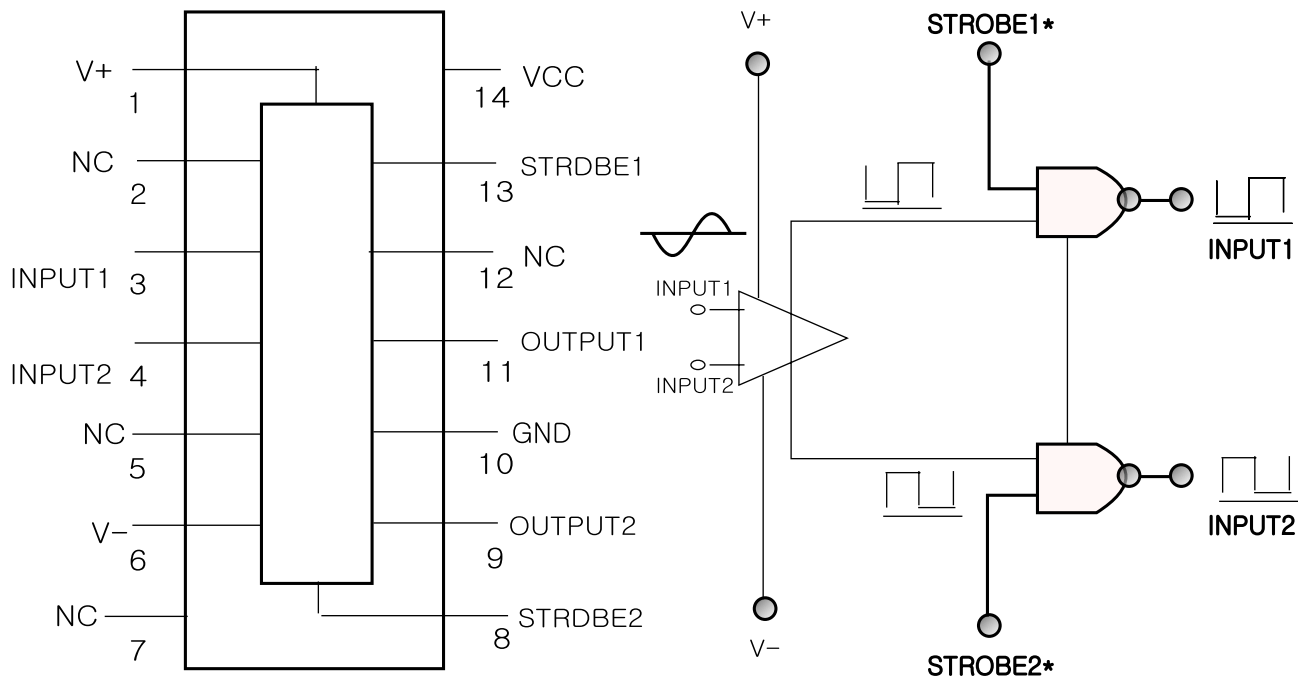 V+
1
NC
2
INPUT1
3
INPUT2
4
NC
5
V-
6
NC
7
VCC
14
STRDBE1
13
NC
12
OUTPUT1
11
GND
10
OUTPUT2
9
STRDBE2
8
V+
STROBE1*
INPUT1
INPUT1
INPUT2
INPUT2
V-
STROBE2*